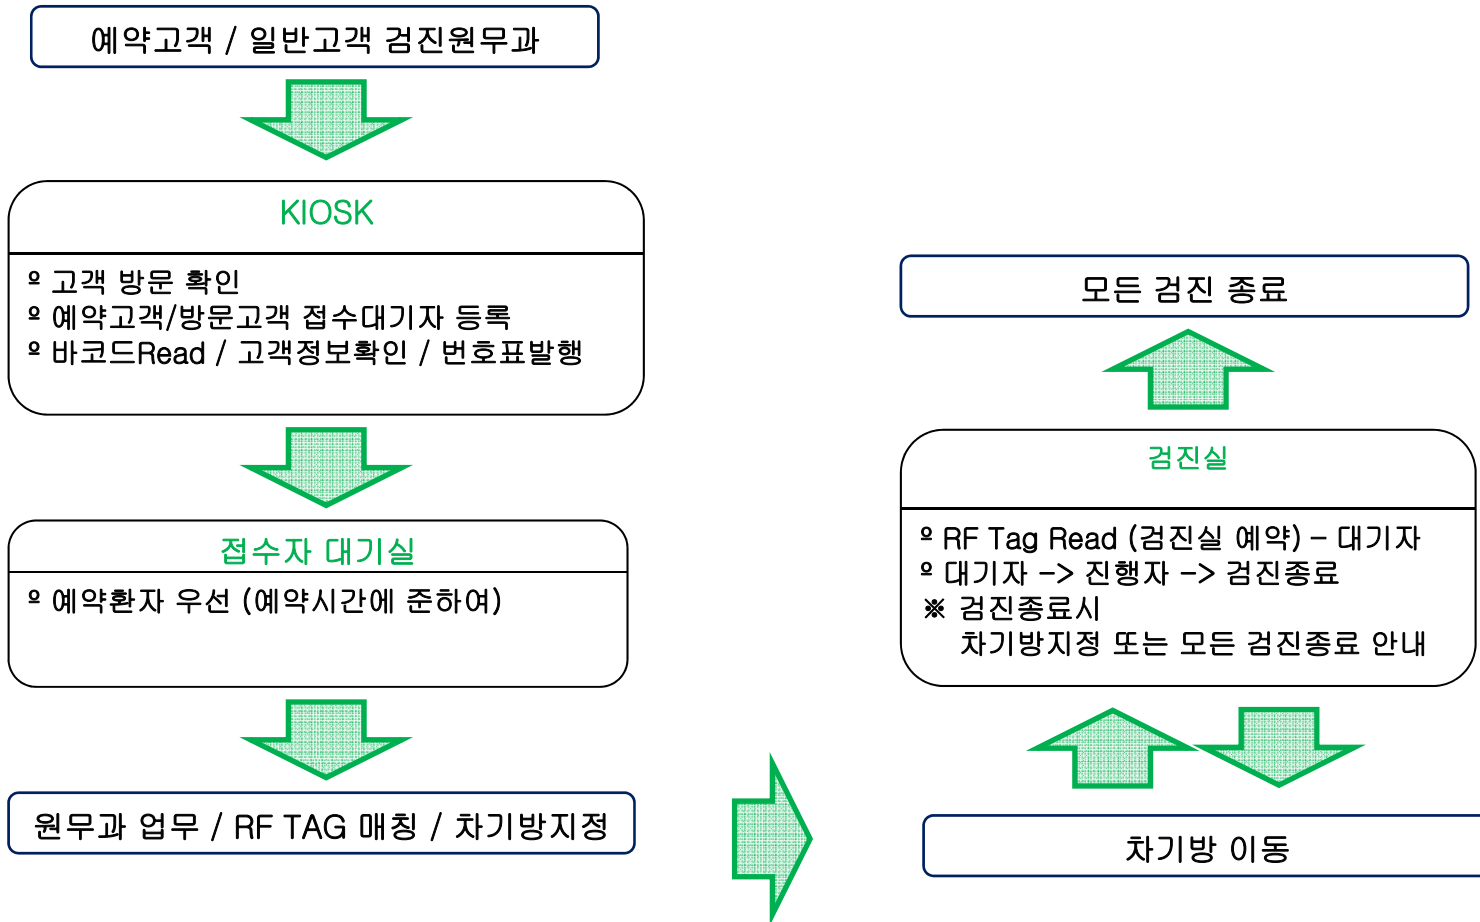 예약고객 / 일반고객 검진원무과
KIOSK
º 고객 방문 확인
º 예약고객/방문고객 접수대기자 등록
º 바코드Read / 고객정보확인 / 번호표발행
접수자 대기실
º 예약환자 우선 (예약시간에 준하여)
원무과 업무 / RF TAG 매칭 / 차기방지정
모든 검진 종료
검진실
º RF Tag Read (검진실 예약) – 대기자
º 대기자 –> 진행자 –> 검진종료
※ 검진종료시
차기방지정 또는 모든 검진종료 안내
차기방 이동